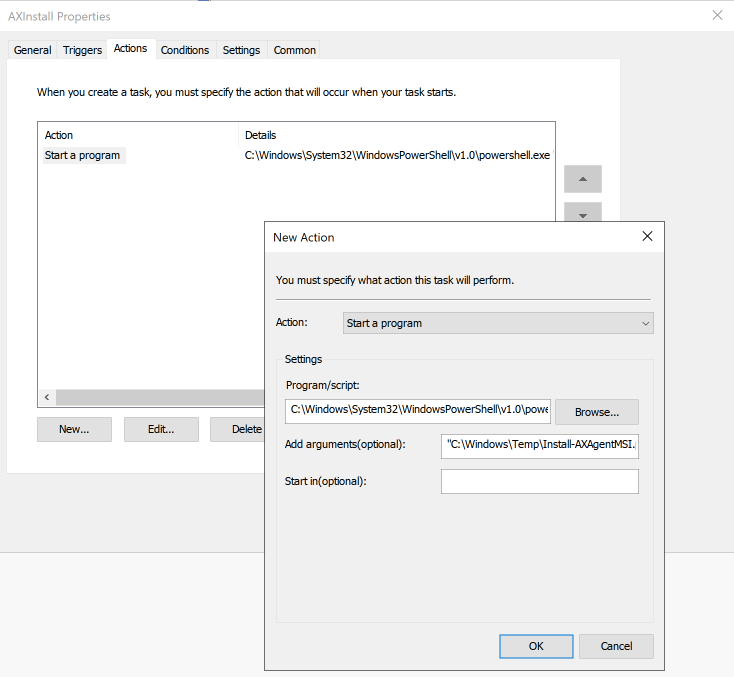 AXInstall Properties
General Triggers Actions Conditions Settings Common
When you create a task, you must specify the action that will occur when your task starts.
Action Details
Start a program C:\Windows\System32\WindowsPowerShell\v1.0\powershell.exe
New Action
You must specify what action this task will perform.
Action: Start a program
Settings
Program/script:
C:\Windows\System32\WindowsPowerShell\v1.0\powe Browse...
Add arguments(optional): "C:\Windows\Temp\Install-AXAgentMSI.
Start in(optional):
New... Edit... Delete
OK Cancel